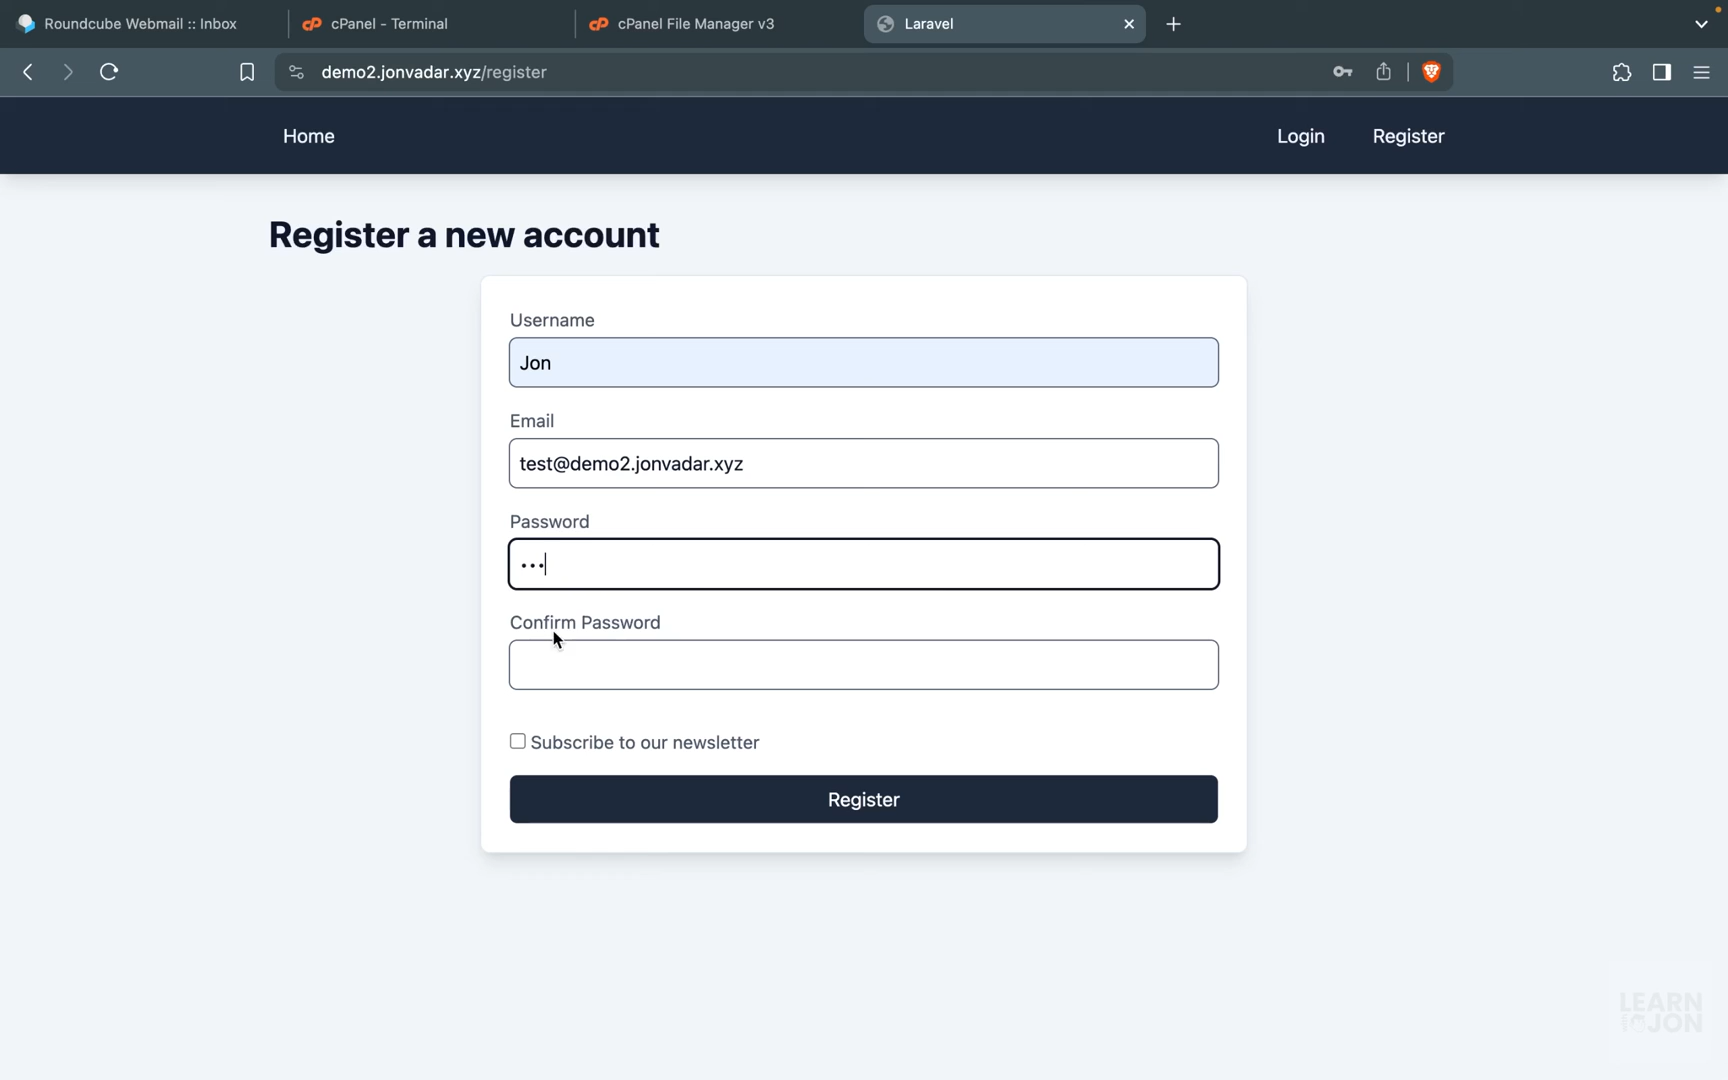 Roundcube Webmail :: Inbox
cPanel - Terminal
cPanel File Manager v3
Laravel
demo2.jonvadar.xyz/register
Home
Login
Register
Register a new account
Username
Jon
Email
test@demo2.jonvadar.xyz
Password
•••
Confirm Password
Subscribe to our newsletter
Register
LEARN
JON